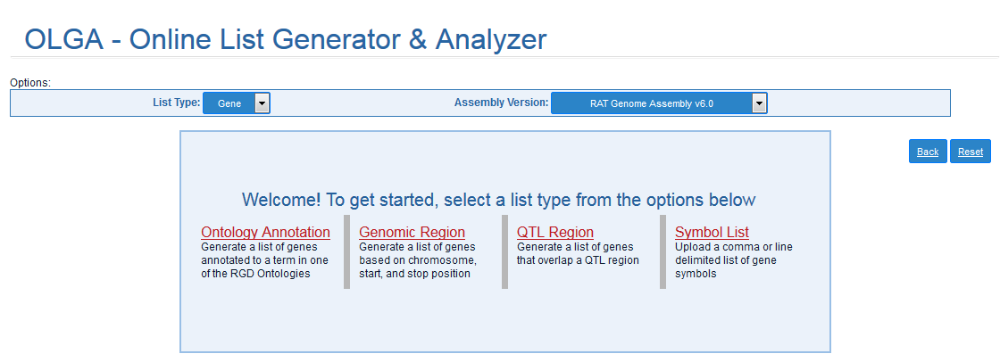 OLGA - Online List Generator & Analyzer
Options:
List Type: Gene Assembly Version: RAT Genome Assembly v6.0
Back Reset
Welcome! To get started, select a list type from the options below
Ontology Annotation
Generate a list of genes
annotated to a term in one
of the RGD Ontologies
Genomic Region
Generate a list of genes
based on chromosome,
start, and stop position
QTL Region
Generate a list of genes
that overlap a QTL region
Symbol List
Upload a comma or line
delimited list of gene
symbols